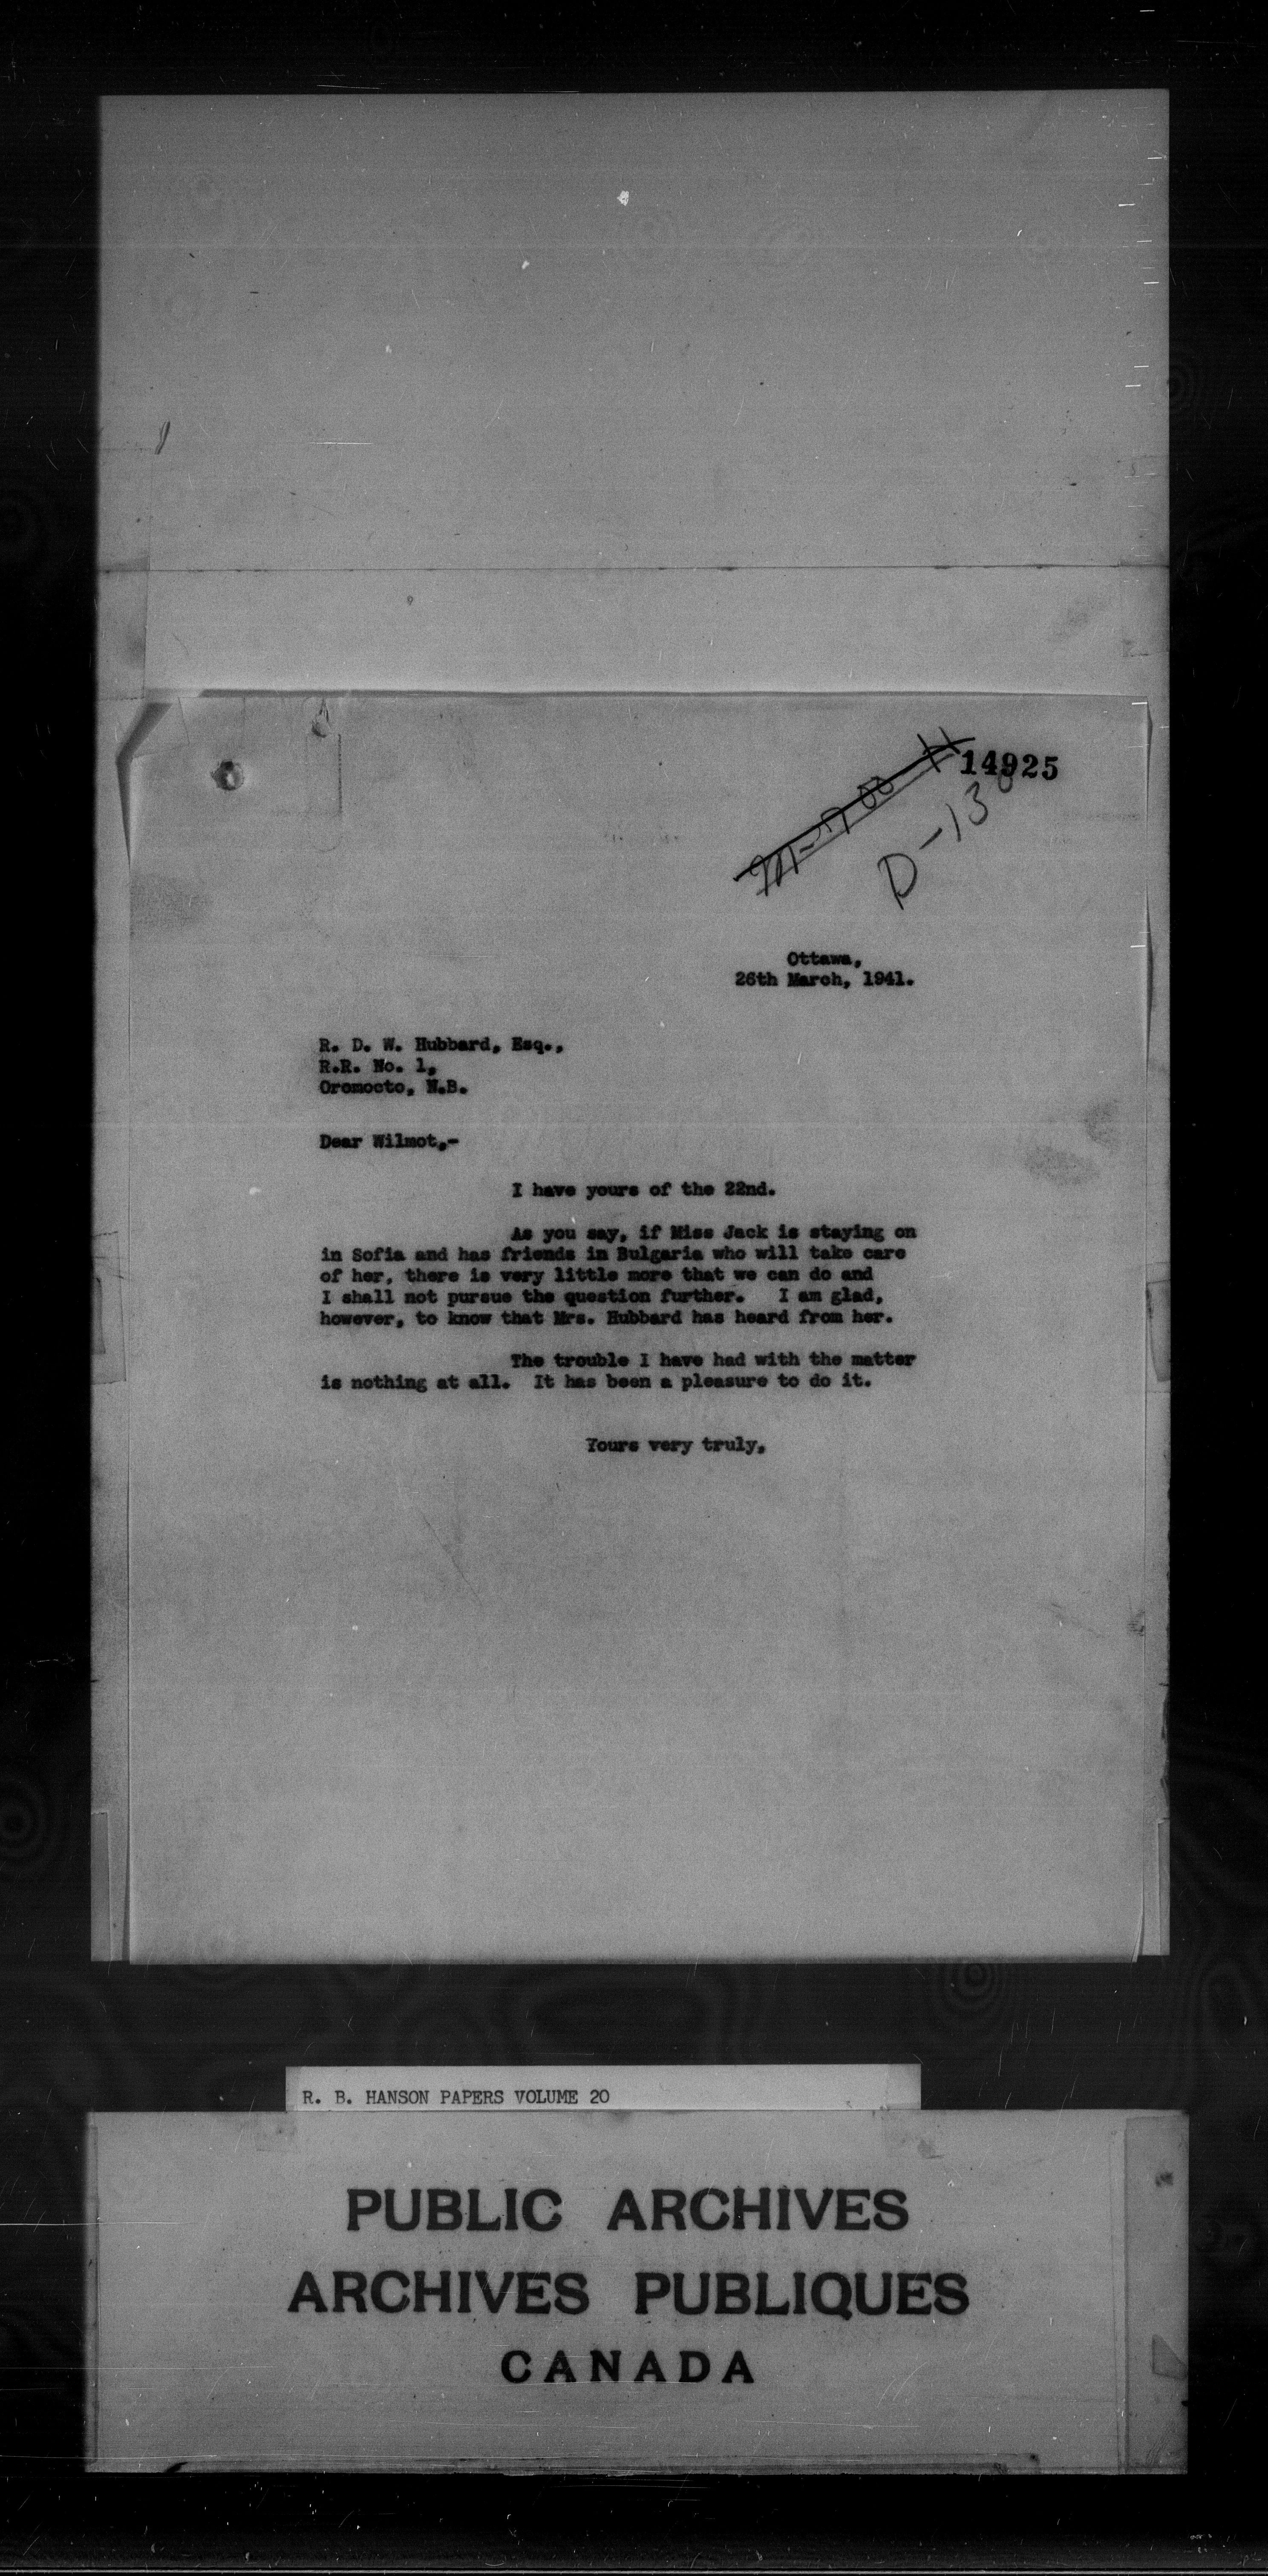 14925
D-130
Ottawa,
26th March, 1941.
R. D. W. Hubbard, Esq.,
R.R. No. 1,
Oromocto, N.B.
Dear Wilmot,-
I have yours of the 22nd.
As you say, if Miss Jack is staying on
in Sofia and has friends in Bulgaria who will take care
of her, there is very little more that we can do and
I shall not pursue the question further. I am glad,
however, to know that Mrs. Hubbard has heard from her.
The trouble I have had with the matter
is nothing at all. It has been a pleasure to do it.
Yours very truly,
R. B. HANSON PAPERS VOLUME 20
PUBLIC ARCHIVES
ARCHIVES PUBLIQUES
CANADA